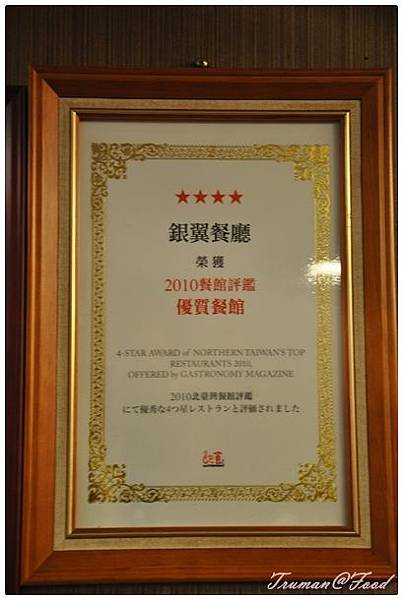 ★★★★
銀翼餐廳
榮獲
2010餐館評鑑
優質餐館
4-STAR AWARD of NORTHERN TAIWAN'S TOP
RESTAURANTS 2010,
OFFERED by GASTRONOMY MAGAZINE
2010北臺興餐館評鑑
にて優秀な4つ星レストランと評価されました
Truman@Food